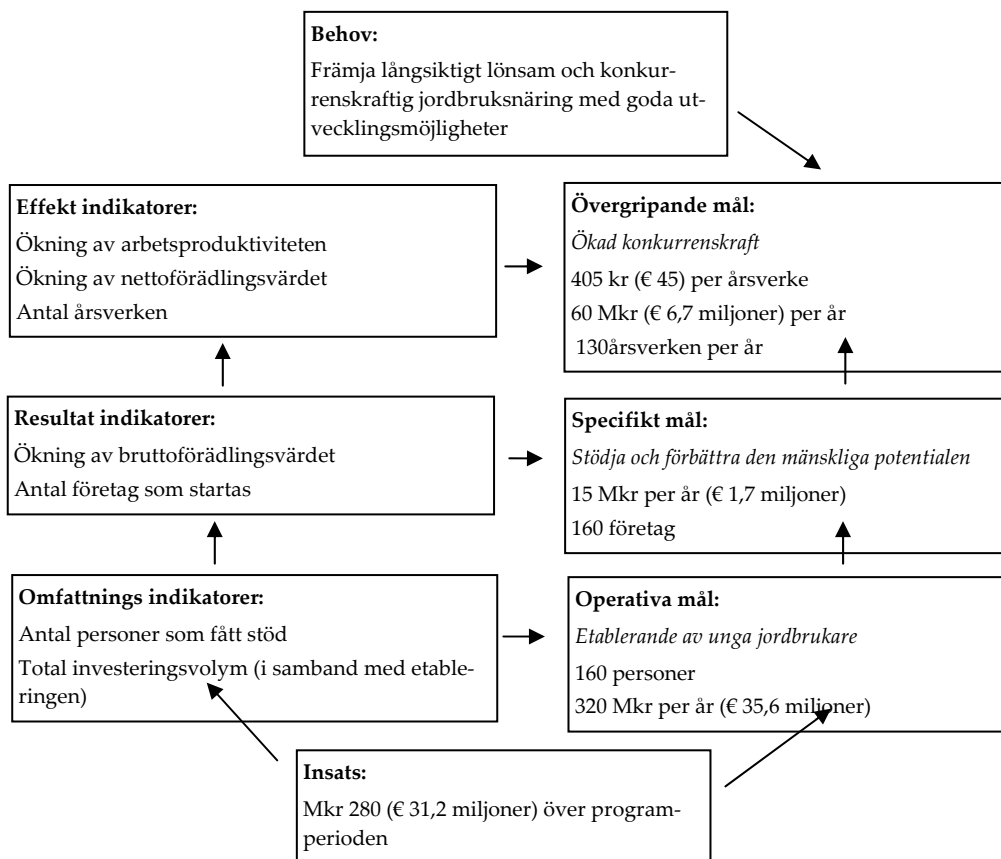 Behov:
Främja långsiktigt lönsam och konkur-
renskraftig jordbruksnäring med goda ut-
vecklingsmöjligheter
Effekt indikatorer:
Ökning av arbetsproduktiviteten
Ökning av nettoförädlingsvärdet
Antal årsverken
Övergripande mål:
Ökad konkurrenskraft
405 kr (€ 45) per årsverke
60 Mkr (€ 6,7 miljoner) per år
130årsverken per år
Resultat indikatorer:
Ökning av bruttoförädlingsvärdet
Antal företag som startas
Specifikt mål:
Stödja och förbättra den mänskliga potentialen
15 Mkr per år (€ 1,7 miljoner)
160 företag
Omfattnings indikatorer:
Antal personer som fått stöd
Total investeringsvolym (i samband med etable-
ringen)
Operativa mål:
Etablerande av unga jordbrukare
160 personer
320 Mkr per år (€ 35,6 miljoner)
Insats:
Mkr 280 (€ 31,2 miljoner) över program-
perioden